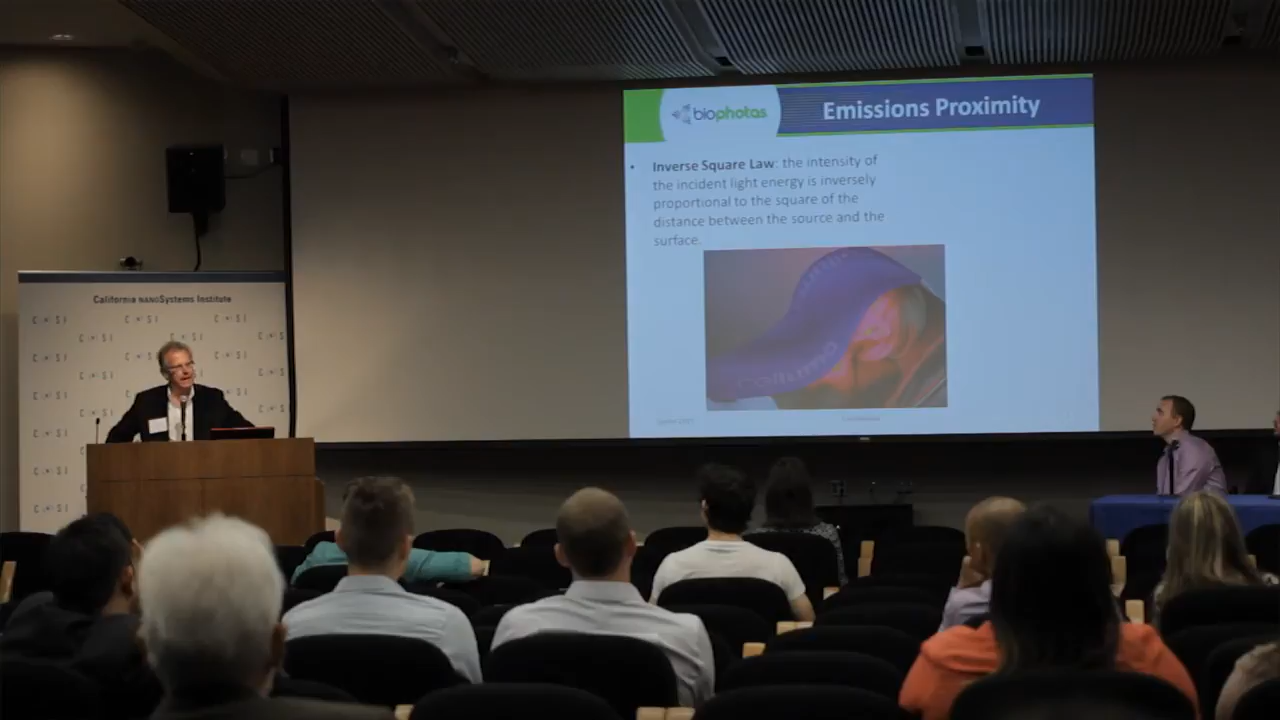 biophotas
Emissions Proximity
• Inverse Square Law: the intensity of
the incident light energy is inversely
proportional to the square of the
distance between the source and the
surface.
California NANOSystems Institute